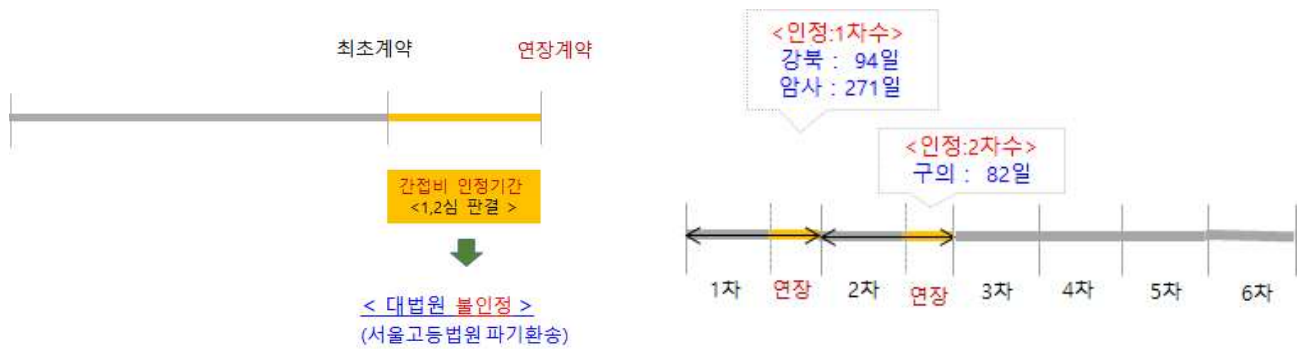 최초계약
연장계약
간접비 인정기간
<1,2심 판결 >
< 대법원 불인정 >
(서울고등법원 파기환송)
<인정:1차수>
강북 : 94일
암사 : 271일
<인정:2차수>
구의 : 82일
1차
연장
2차
연장
3차
4차
5차
6차